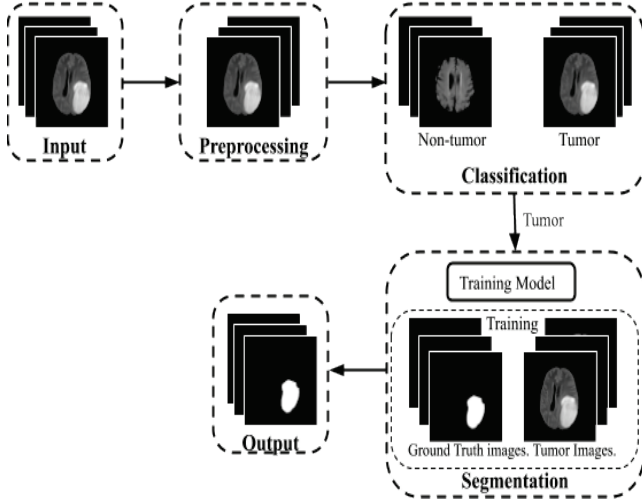 Input
Preprocessing
Non-tumor
Tumor
Classification
Tumor
Training Model
Training
Ground Truth images. Tumor Images.
Segmentation
Output